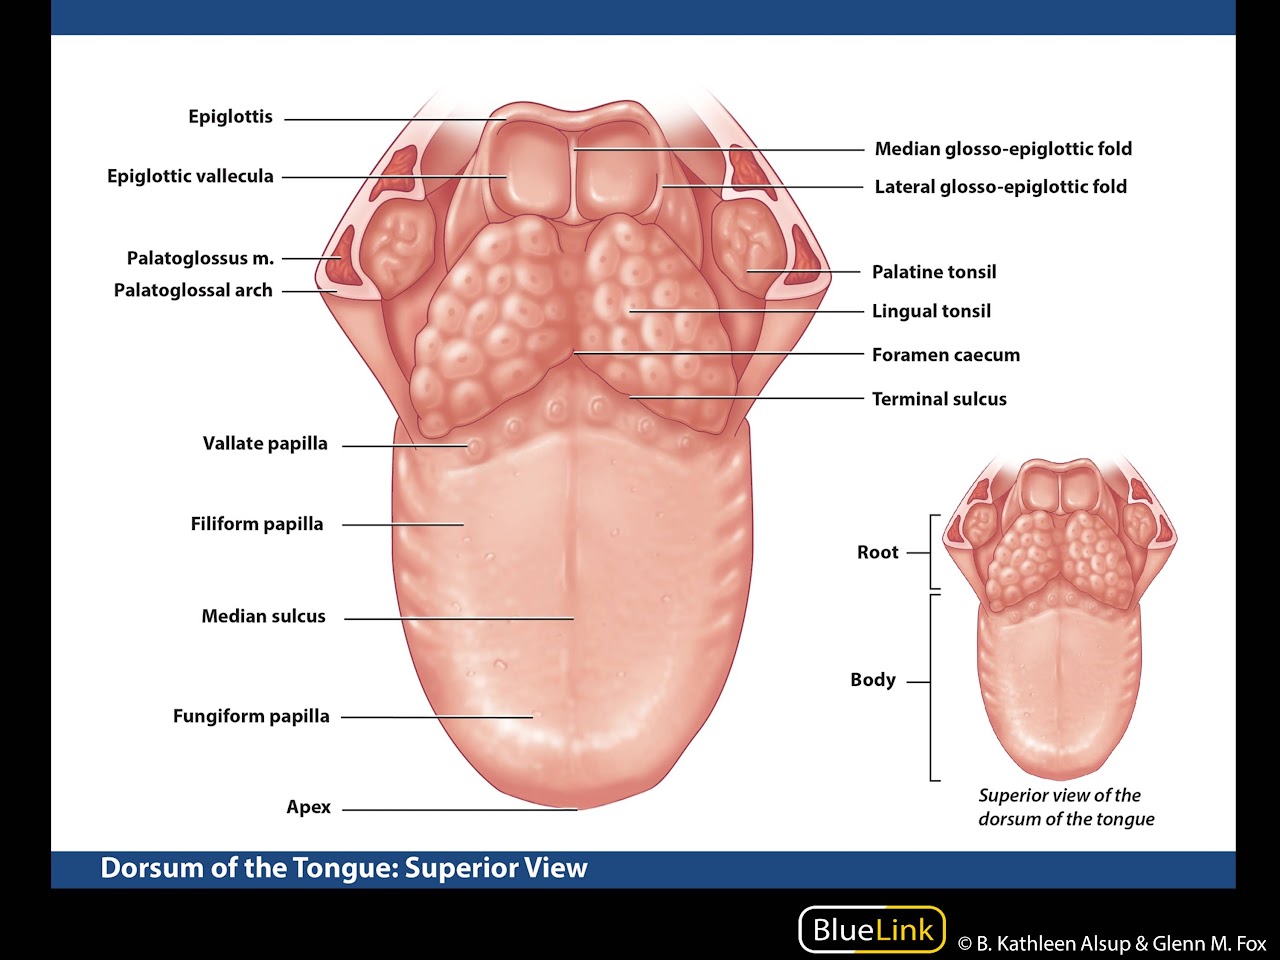 Epiglottis
Epiglottic vallecula
Palatoglossus m.
Palatoglossal arch
Vallate papilla
Filiform papilla
Median sulcus
Fungiform papilla
Apex
Median glosso-epiglottic fold
Lateral glosso-epiglottic fold
Palatine tonsil
Lingual tonsil
Foramen caecum
Terminal sulcus
Root
Body
Superior view of the
dorsum of the tongue
Dorsum of the Tongue: Superior View
BlueLink
© B. Kathleen Alsup & Glenn M. Fox